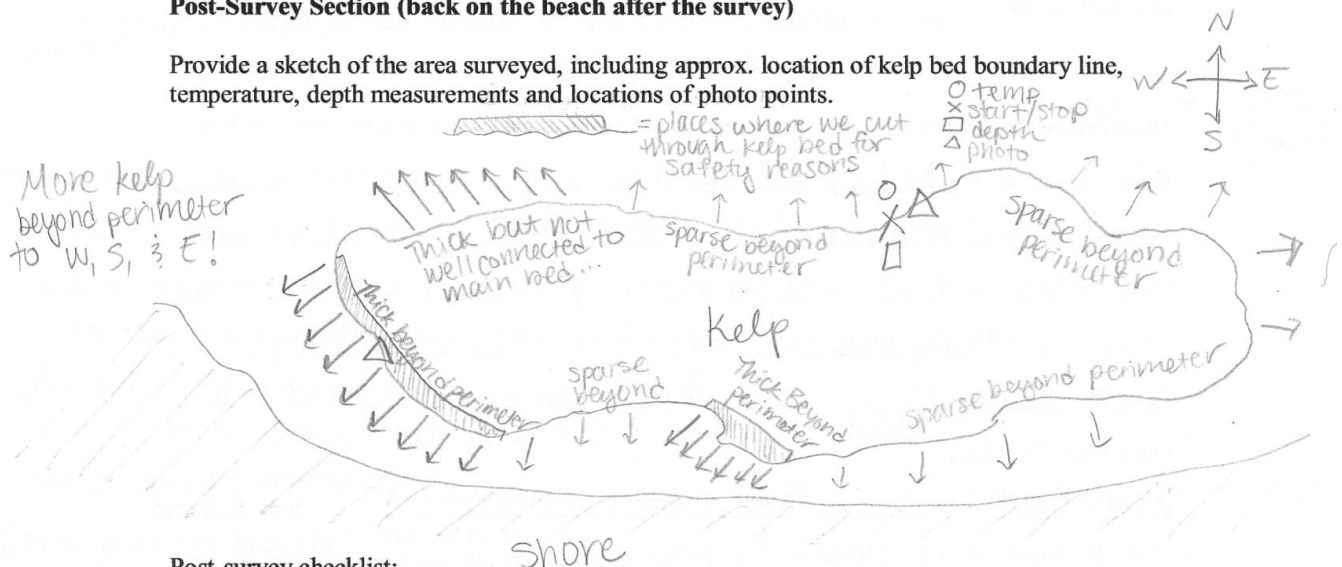 Post-Survey Section (back on the beach after the survey)
Provide a sketch of the area surveyed, including approx. location of kelp bed boundary line,
temperature, depth measurements and locations of photo points.
N
W
E
S
temp
start/stop
depth
photo
= places where we cut
through kelp bed for
safety reasons
More kelp
beyond perimeter
to W, S, & E!
Thick but not
well connected to
main bed...
sparse beyond
perimeter
Sparse beyond
perimeter
Thick beyond perimeter
Kelp
sparse
beyond
Thick Beyond
perimeter
sparse beyond perimeter
Shore
Post-survey checklist: